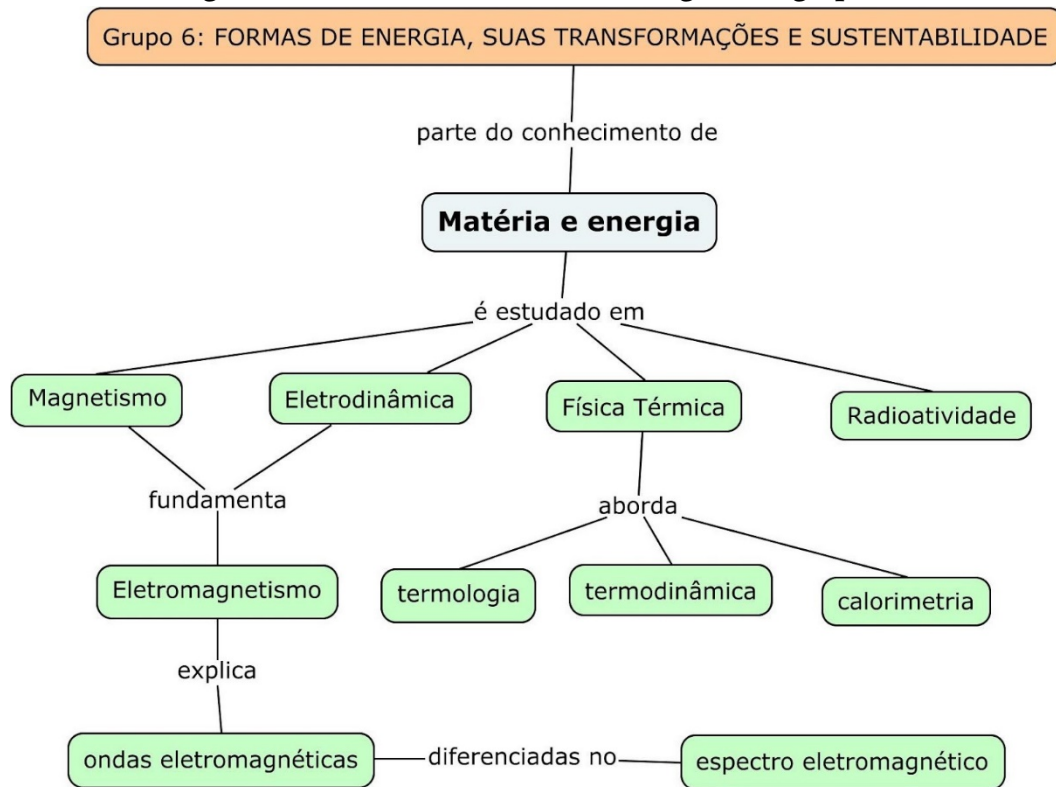 Grupo 6: FORMAS DE ENERGIA, SUAS TRANSFORMAÇÕES E SUSTENTABILIDADE
parte do conhecimento de
Matéria e energia
é estudado em
Magnetismo
Eletrodinâmica
Física Térmica
Radioatividade
fundamenta
aborda
Eletromagnetismo
termologia
termodinâmica
calorimetria
explica
ondas eletromagnéticas
diferenciadas no
espectro eletromagnético